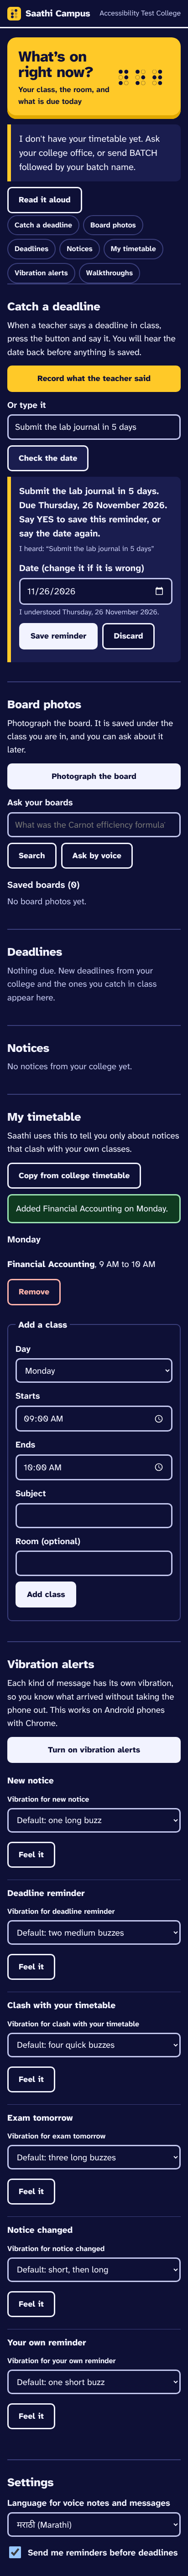 Saathi Campus
Accessibility Test College
What's on
right now?
Your class, the room, and
what is due today
I don't have your timetable yet. Ask
your college office, or send BATCH
followed by your batch name.
Read it aloud
Catch a deadline
Board photos
Deadlines
Notices
My timetable
Vibration alerts
Walkthroughs
Catch a deadline
When a teacher says a deadline in class,
press the button and say it. You will hear the
date back before anything is saved.
Record what the teacher said
Or type it
Submit the lab journal in 5 days
Check the date
Submit the lab journal in 5 days.
Due Thursday, 26 November 2026.
Say YES to save this reminder, or
say the date again.
I heard: “Submit the lab journal in 5 days”
Date (change it if it is wrong)
11/26/2026
I understood Thursday, 26 November 2026.
Save reminder
Discard
Board photos
Photograph the board. It is saved under the
class you are in, and you can ask about it
later.
Photograph the board
Ask your boards
What was the Carnot efficiency formula
Search
Ask by voice
Saved boards (0)
No board photos yet.
Deadlines
Nothing due. New deadlines from your
college and the ones you catch in class
appear here.
Notices
No notices from your college yet.
My timetable
Saathi uses this to tell you only about notices
that clash with your own classes.
Copy from college timetable
Added Financial Accounting on Monday.
Monday
Financial Accounting, 9 AM to 10 AM
Remove
Add a class
Day
Monday
Starts
09:00 AM
Ends
10:00 AM
Subject
Room (optional)
Add class
Vibration alerts
Each kind of message has its own vibration,
so you know what arrived without taking the
phone out. This works on Android phones
with Chrome.
Turn on vibration alerts
New notice
Vibration for new notice
Default: one long buzz
Feel it
Deadline reminder
Vibration for deadline reminder
Default: two medium buzzes
Feel it
Clash with your timetable
Vibration for clash with your timetable
Default: four quick buzzes
Feel it
Exam tomorrow
Vibration for exam tomorrow
Default: three long buzzes
Feel it
Notice changed
Vibration for notice changed
Default: short, then long
Feel it
Your own reminder
Vibration for your own reminder
Default: one short buzz
Feel it
Settings
Language for voice notes and messages
मराठी (Marathi)
Send me reminders before deadlines